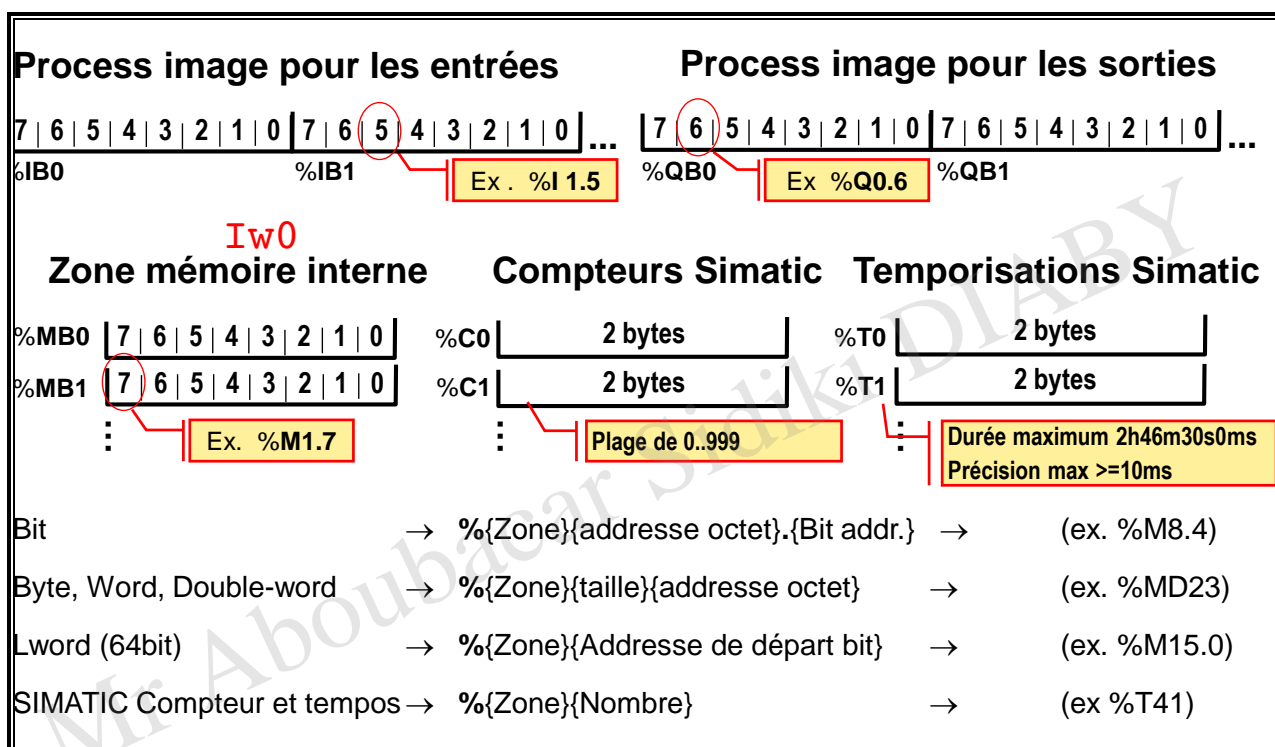 Process image pour les entrées
Process image pour les sorties
7 | 6 | 5 | 4 | 3 | 2 | 1 | 0 | 7 | 6 | 5 | 4 | 3 | 2 | 1 | 0 ...
7 | 6 | 5 | 4 | 3 | 2 | 1 | 0 | 7 | 6 | 5 | 4 | 3 | 2 | 1 | 0 ...
%IB0 %IB1 Ex . %I 1.5
%QB0 Ex %Q0.6 %QB1
Iw0
Zone mémoire interne
%MB0 7 | 6 | 5 | 4 | 3 | 2 | 1 | 0
%MB1 7 | 6 | 5 | 4 | 3 | 2 | 1 | 0
⋮ Ex. %M1.7
Compteurs Simatic
%C0 2 bytes
%C1 2 bytes
⋮ Plage de 0..999
Temporisations Simatic
%T0 2 bytes
%T1 2 bytes
⋮ Durée maximum 2h46m30s0ms
Précision max >=10ms
Bit → %{Zone}{addresse octet}.{Bit addr.} → (ex. %M8.4)
Byte, Word, Double-word → %{Zone}{taille}{addresse octet} → (ex. %MD23)
Lword (64bit) → %{Zone}{Addresse de départ bit} → (ex. %M15.0)
SIMATIC Compteur et tempos → %{Zone}{Nombre} → (ex %T41)
Mr Aboubacar Sidiki DIABY